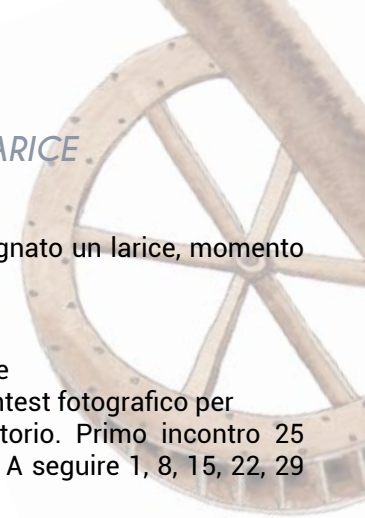 ARICE
gnato un larice, momento
e
ntest fotografico per
torio. Primo incontro 25
A seguire 1, 8, 15, 22, 29